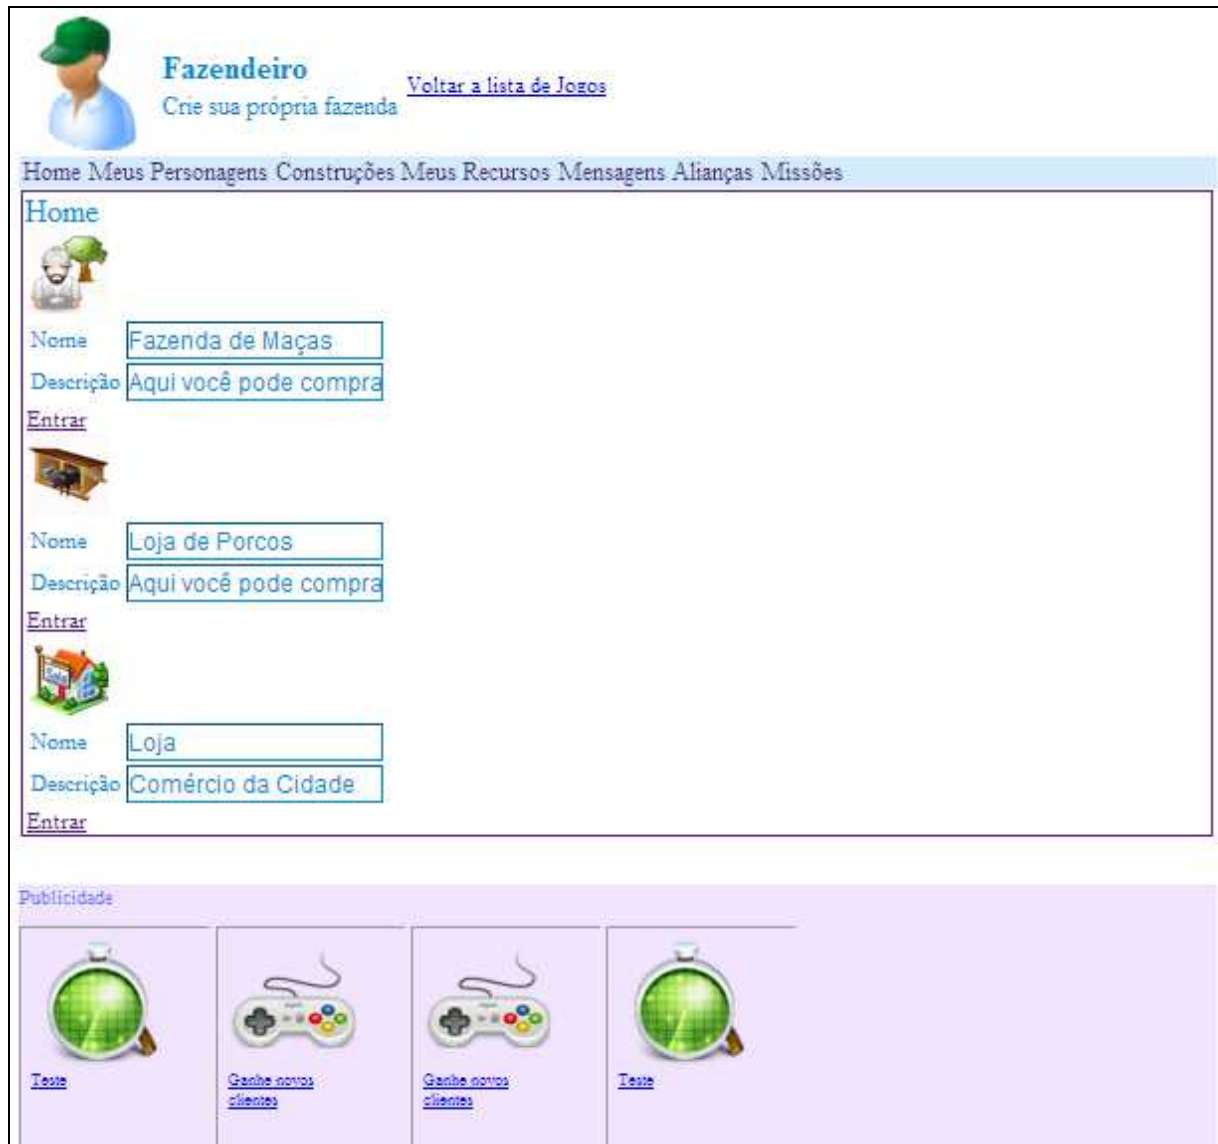 Fazendeiro
Crie sua própria fazenda
Voltar a lista de Jogos
Home Meus Personagens Construções Meus Recursos Mensagens Alianças Missões
Home
Nome Fazenda de Maças
Descrição Aqui você pode compra
Entrar
Nome Loja de Porcos
Descrição Aqui você pode compra
Entrar
Sale
Nome Loja
Descrição Comércio da Cidade
Entrar
Publicidade
Teste
Ganhe novos
clientes
Ganhe novos
clientes
Teste